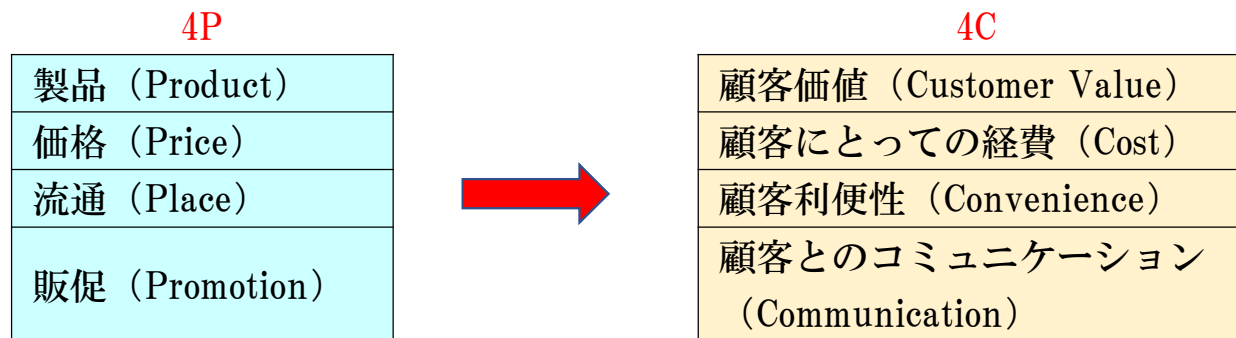 4P
製品（Product）
価格（Price）
流通（Place）
販促（Promotion）
4C
顧客価値（Customer Value）
顧客にとっての経費（Cost）
顧客利便性（Convenience）
顧客とのコミュニケーション
（Communication）